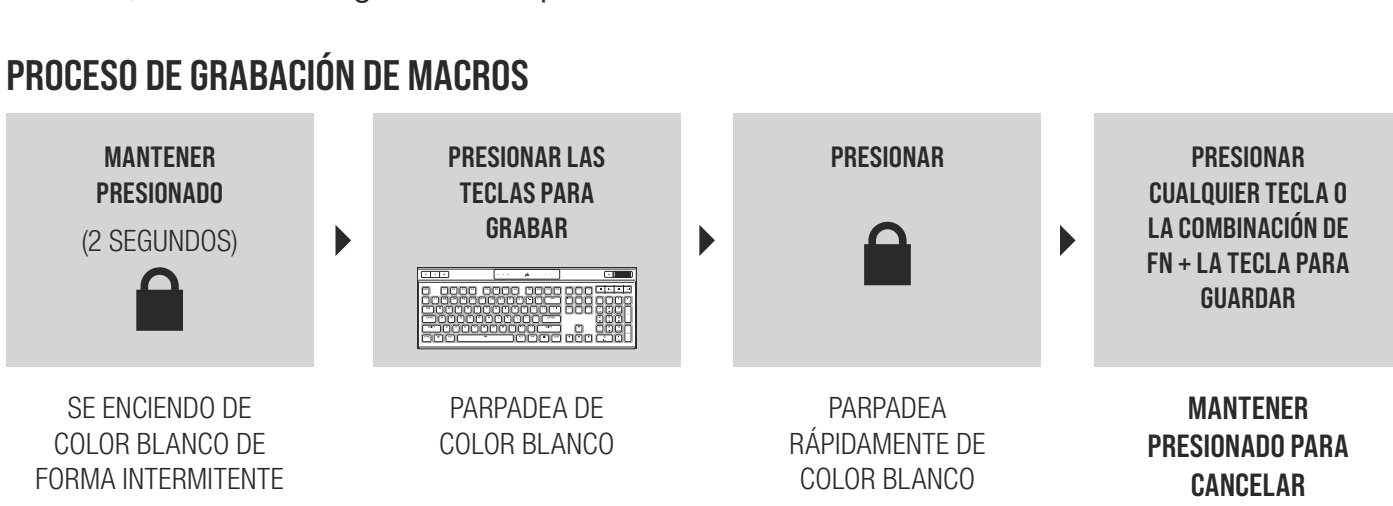 PROCESO DE GRABACIÓN DE MACROS
MANTENER
PRESIONADO
(2 SEGUNDOS)
PRESIONAR LAS
TECLAS PARA
GRABAR
PRESIONAR
PRESIONAR
CUALQUIER TECLA O
LA COMBINACIÓN DE
FN + LA TECLA PARA
GUARDAR
SE ENCIENDO DE
COLOR BLANCO DE
FORMA INTERMITENTE
PARPADEA DE
COLOR BLANCO
PARPADEA
RÁPIDAMENTE DE
COLOR BLANCO
MANTENER
PRESIONADO PARA
CANCELAR